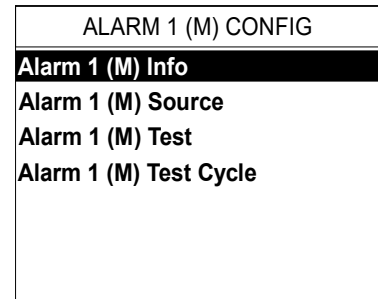 ALARM 1 (M) CONFIG
Alarm 1 (M) Info
Alarm 1 (M) Source
Alarm 1 (M) Test
Alarm 1 (M) Test Cycle